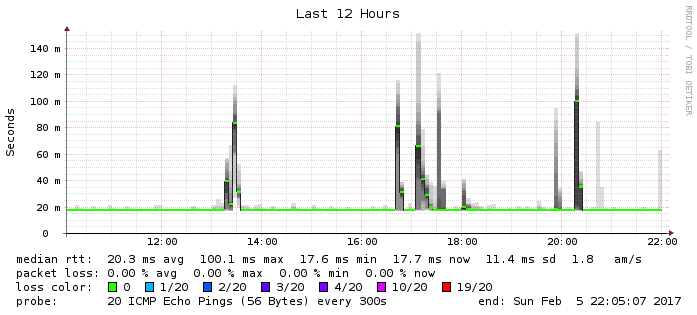 Last 12 Hours
RRDTOOL / TOBI OETIKER
Seconds
140 m
120 m
100 m
80 m
60 m
40 m
20 m
0
12:00 14:00 16:00 18:00 20:00 22:00
median rtt: 20.3 ms avg 100.1 ms max 17.6 ms min 17.7 ms now 11.4 ms sd 1.8 am/s
packet loss: 0.00 % avg 0.00 % max 0.00 % min 0.00 % now
loss color: 0 1/20 2/20 3/20 4/20 10/20 19/20
probe: 20 ICMP Echo Pings (56 Bytes) every 300s end: Sun Feb 5 22:05:07 2017